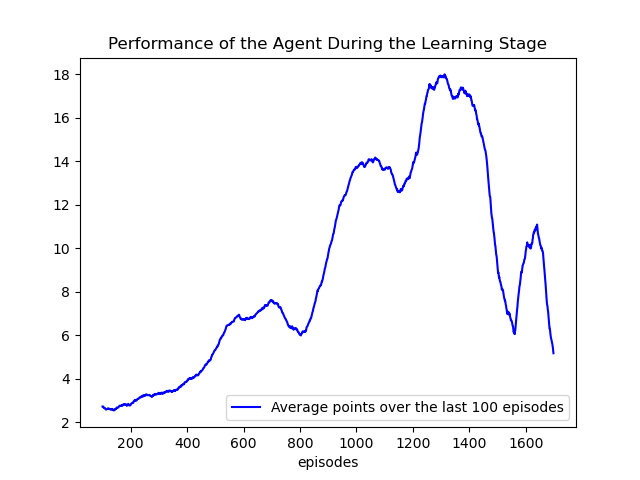 Performance of the Agent During the Learning Stage
18
16
14
12
10
8
6
4
2
Average points over the last 100 episodes
200 400 600 800 1000 1200 1400 1600
episodes